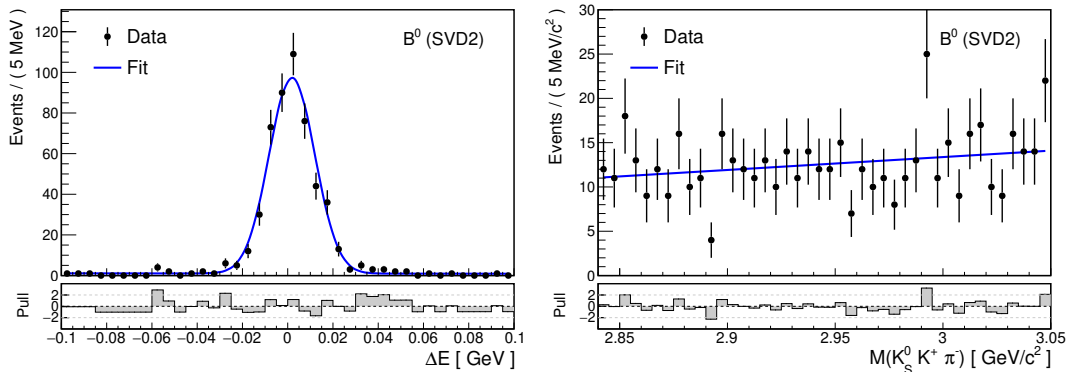 Events / ( 5 MeV )
120
100
80
60
40
20
0
Data
Fit
B⁰ (SVD2)
Pull
2
0
−2
−0.1 −0.08 −0.06 −0.04 −0.02 0 0.02 0.04 0.06 0.08 0.1
ΔE [ GeV ]
Events / ( 5 MeV/c² )
30
25
20
15
10
5
0
Data
Fit
B⁰ (SVD2)
Pull
2
0
−2
2.85 2.9 2.95 3 3.05
M(K⁰_S K⁺ π⁻) [ GeV/c² ]